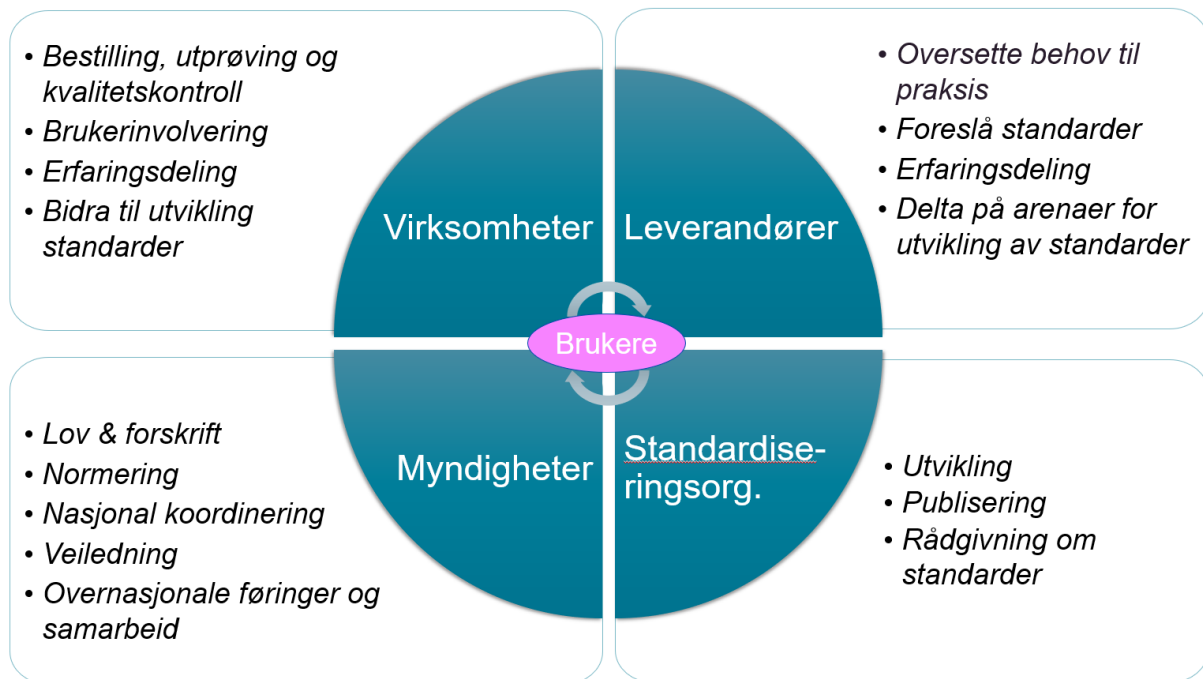 • Bestilling, utprøving og
kvalitetskontroll
• Brukerinvolvering
• Erfaringsdeling
• Bidra til utvikling
standarder
• Oversette behov til
praksis
• Foreslå standarder
• Erfaringsdeling
• Delta på arenaer for
utvikling av standarder
Virksomheter
Leverandører
Brukere
Myndigheter
Standardise-
ringsorg.
• Lov & forskrift
• Normering
• Nasjonal koordinering
• Veiledning
• Overnasjonale føringer og
samarbeid
• Utvikling
• Publisering
• Rådgivning om
standarder